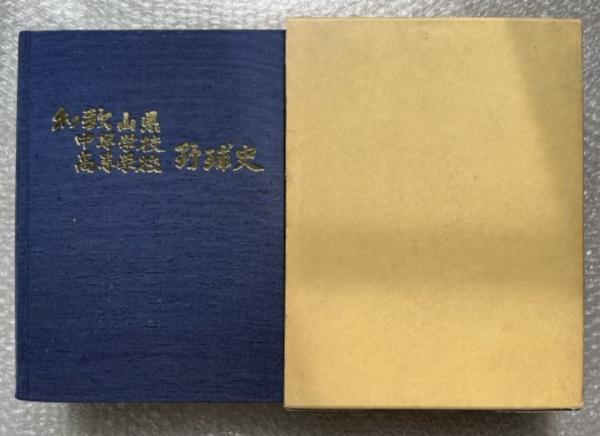 和歌山県
中等学校
高等学校
野球史